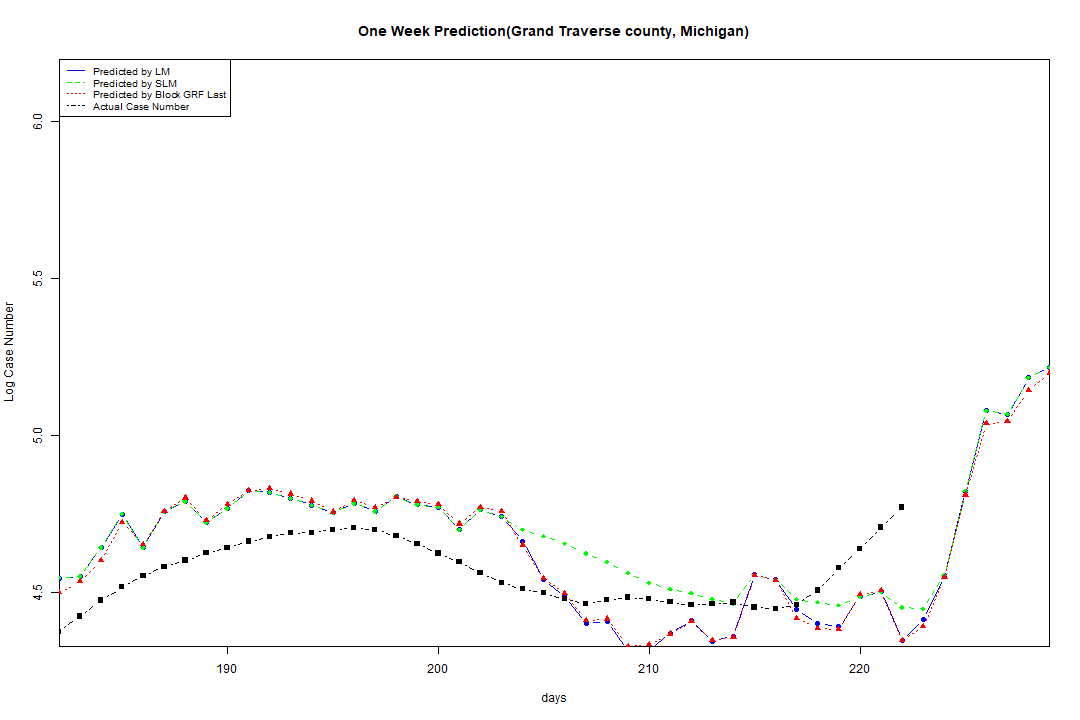 One Week Prediction(Grand Traverse county, Michigan)
Predicted by LM
Predicted by SLM
Predicted by Block GRF Last
Actual Case Number
6.0
5.5
5.0
4.5
Log Case Number
190 200 210 220
days